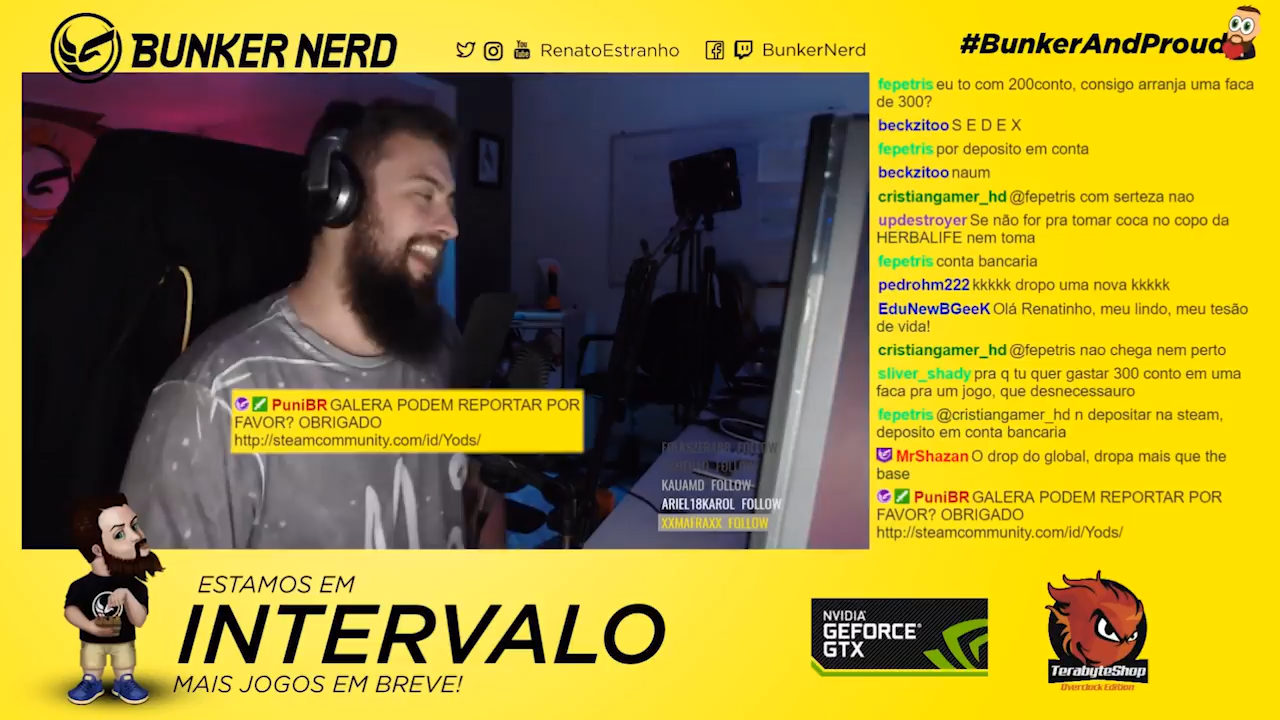 BUNKER NERD
You
Tube
RenatoEstranho
BunkerNerd
#BunkerAndProud
fepetris eu to com 200conto, consigo arranja uma faca
de 300?
beckzitoo S E D E X
fepetris por deposito em conta
beckzitoo naum
cristiangamer_hd @fepetris com serteza nao
updestroyer Se não for pra tomar coca no copo da
HERBALIFE nem toma
fepetris conta bancaria
pedrohm222 kkkkk dropo uma nova kkkkk
EduNewBGeeK Olá Renatinho, meu lindo, meu tesão
de vida!
cristiangamer_hd @fepetris nao chega nem perto
sliver_shady pra q tu quer gastar 300 conto em uma
faca pra um jogo, que desnecessauro
fepetris @cristiangamer_hd n depositar na steam,
deposito em conta bancaria
MrShazan O drop do global, dropa mais que the
base
PuniBR GALERA PODEM REPORTAR POR
FAVOR? OBRIGADO
http://steamcommunity.com/id/Yods/
PuniBR GALERA PODEM REPORTAR POR
FAVOR? OBRIGADO
http://steamcommunity.com/id/Yods/
FOLLOW
FOLLOW
KAUAMD FOLLOW
ARIEL18KAROL FOLLOW
XXMAFRAXX FOLLOW
ESTAMOS EM
INTERVALO
MAIS JOGOS EM BREVE!
NVIDIA
GEFORCE
GTX
TerabyteShop
Overclock Edition